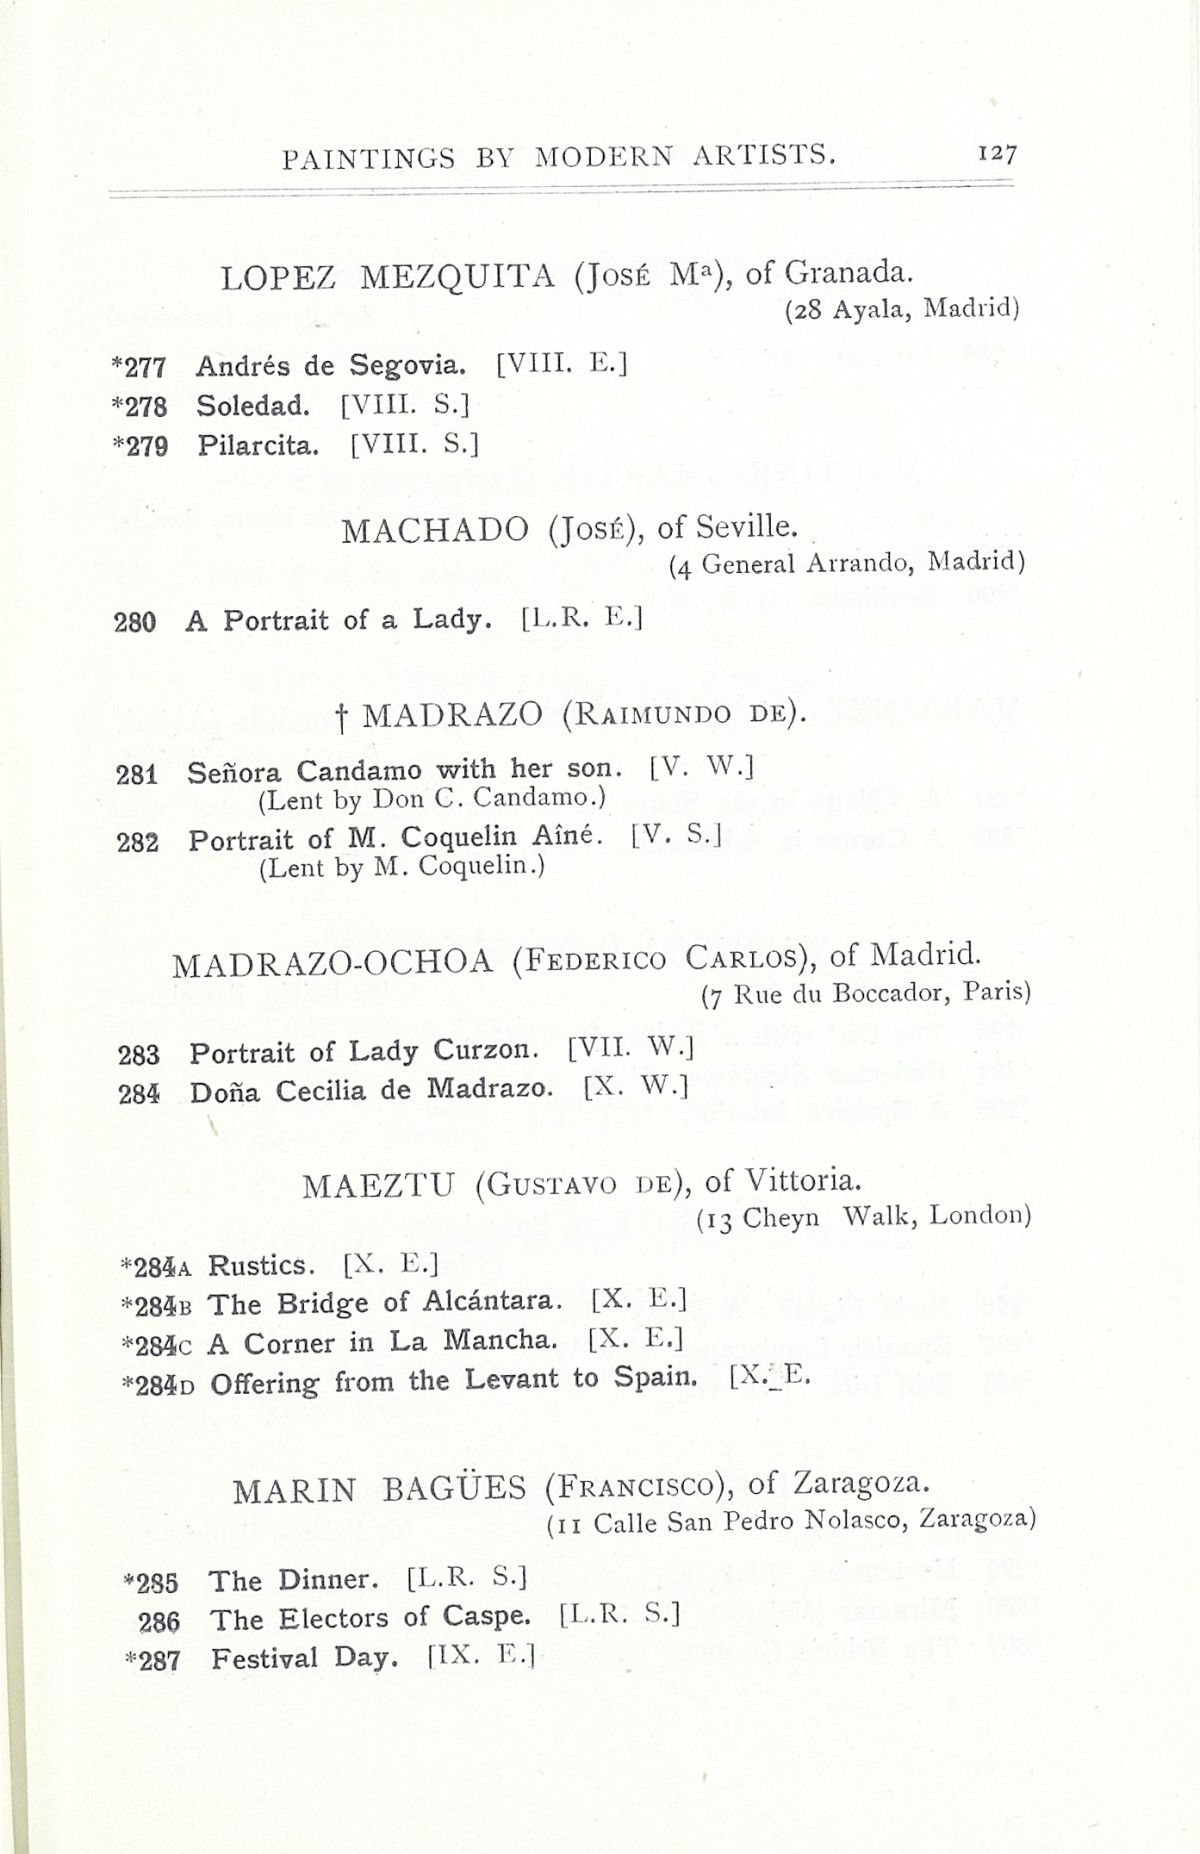 PAINTINGS BY MODERN ARTISTS. 127
LOPEZ MEZQUITA (José Mª), of Granada.
(28 Ayala, Madrid)
*277 Andrés de Segovia. [VIII. E.]
*278 Soledad. [VIII. S.]
*279 Pilarcita. [VIII. S.]
MACHADO (José), of Seville.
(4 General Arrando, Madrid)
280 A Portrait of a Lady. [L.R. E.]
† MADRAZO (Raimundo de).
281 Señora Candamo with her son. [V. W.]
(Lent by Don C. Candamo.)
282 Portrait of M. Coquelin Aîné. [V. S.]
(Lent by M. Coquelin.)
MADRAZO-OCHOA (Federico Carlos), of Madrid.
(7 Rue du Boccador, Paris)
283 Portrait of Lady Curzon. [VII. W.]
284 Doña Cecilia de Madrazo. [X. W.]
MAEZTU (Gustavo de), of Vittoria.
(13 Cheyn Walk, London)
*284A Rustics. [X. E.]
*284B The Bridge of Alcántara. [X. E.]
*284C A Corner in La Mancha. [X. E.]
*284D Offering from the Levant to Spain. [X. E.
MARIN BAGÜES (Francisco), of Zaragoza.
(11 Calle San Pedro Nolasco, Zaragoza)
*285 The Dinner. [L.R. S.]
286 The Electors of Caspe. [L.R. S.]
*287 Festival Day. [IX. E.]